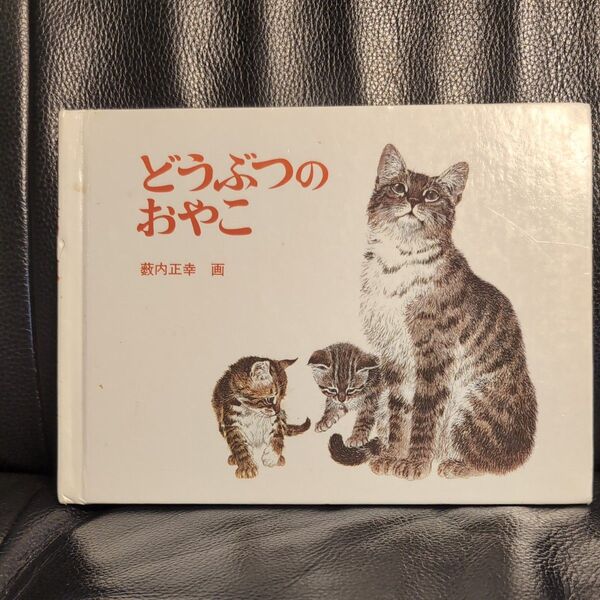 どうぶつの
おやこ
薮内正幸 画